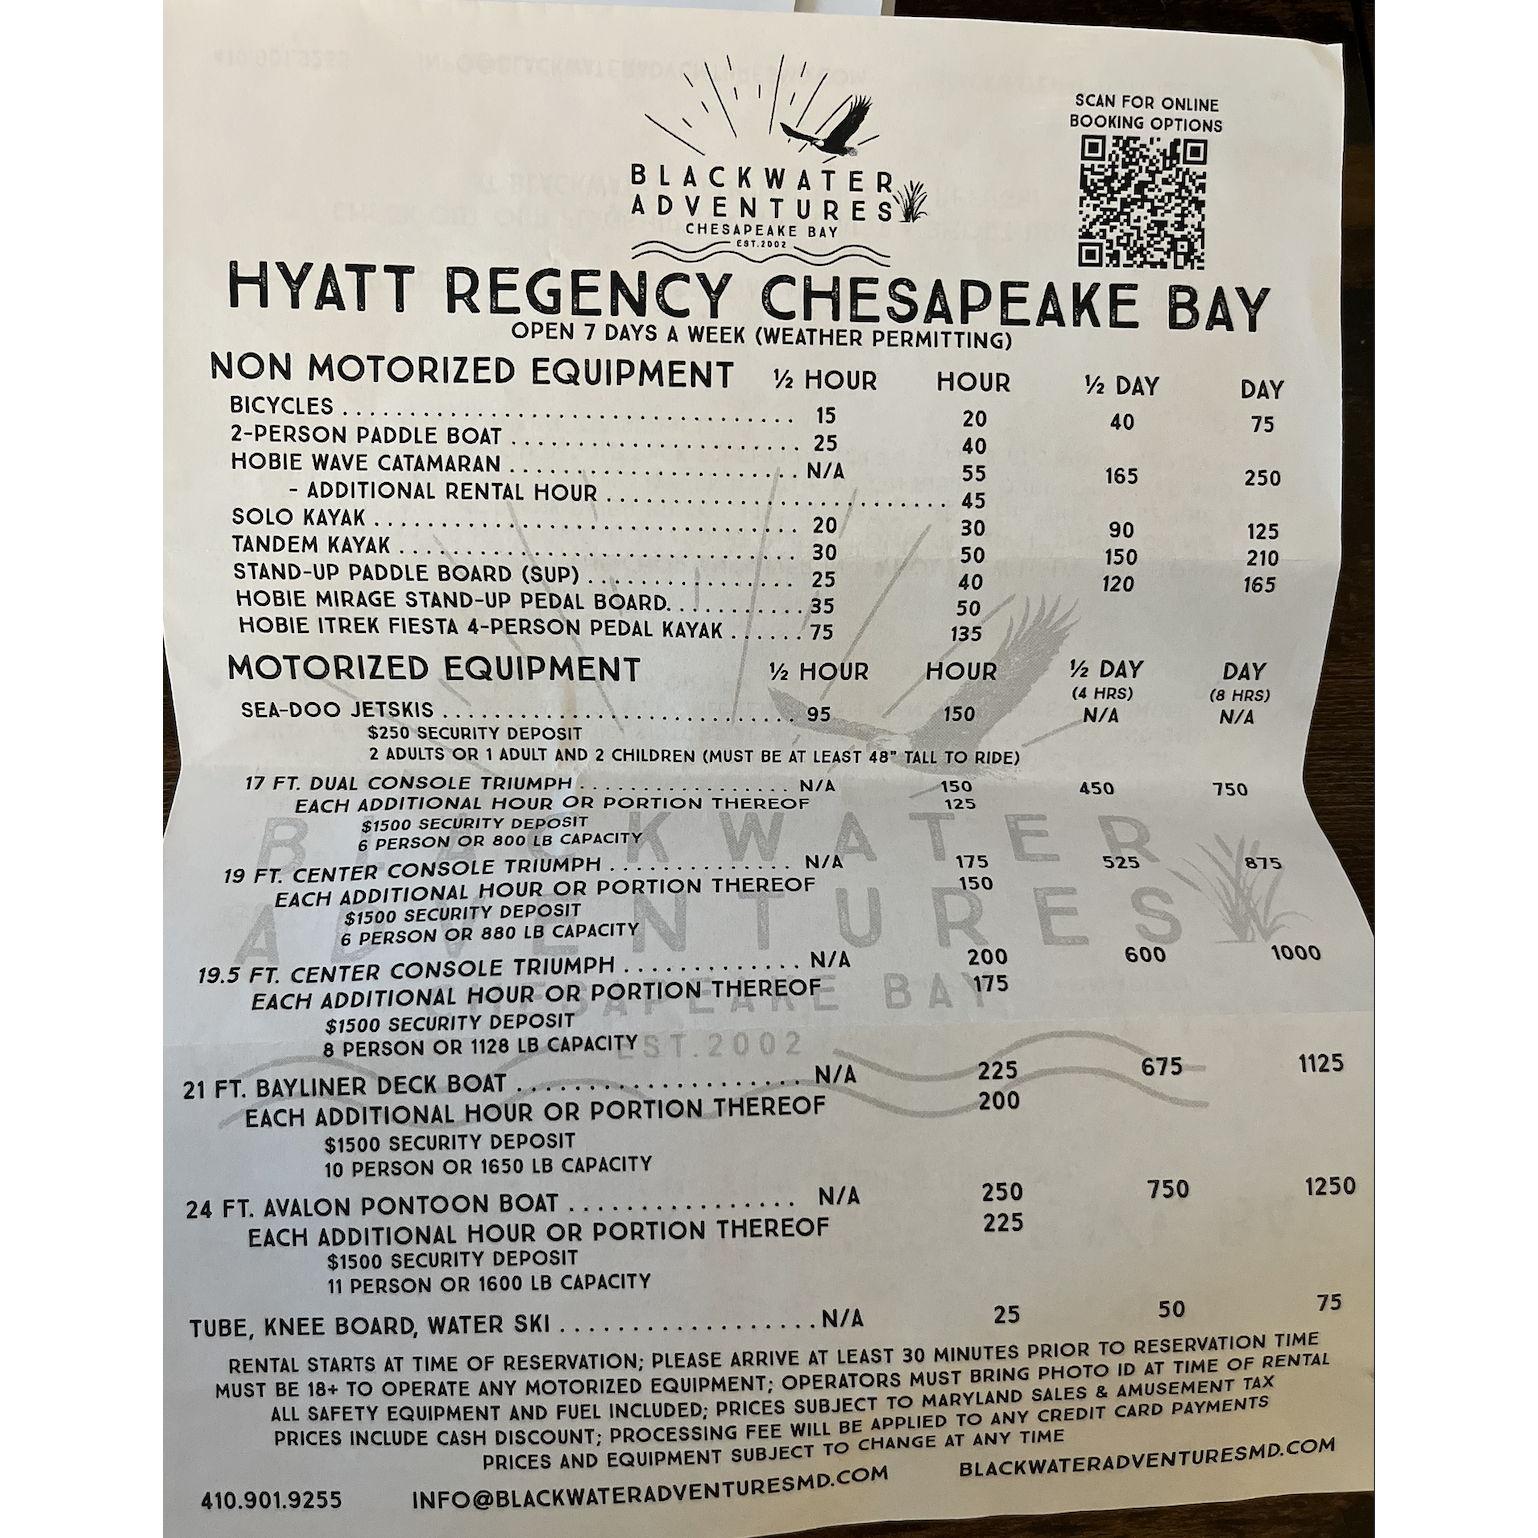 SCAN FOR ONLINE
BOOKING OPTIONS
BLACKWATER
ADVENTURES
CHESAPEAKE BAY
EST.2002
HYATT REGENCY CHESAPEAKE BAY
OPEN 7 DAYS A WEEK (WEATHER PERMITTING)
NON MOTORIZED EQUIPMENT ½ HOUR HOUR ½ DAY DAY
BICYCLES 15 20 40 75
2-PERSON PADDLE BOAT 25 40
HOBIE WAVE CATAMARAN N/A 55 165 250
- ADDITIONAL RENTAL HOUR 45
SOLO KAYAK 20 30 90 125
TANDEM KAYAK 30 50 150 210
STAND-UP PADDLE BOARD (SUP) 25 40 120 165
HOBIE MIRAGE STAND-UP PEDAL BOARD 35 50
HOBIE ITREK FIESTA 4-PERSON PEDAL KAYAK 75 135
MOTORIZED EQUIPMENT ½ HOUR HOUR ½ DAY DAY
(4 HRS) (8 HRS)
SEA-DOO JETSKIS 95 150 N/A N/A
$250 SECURITY DEPOSIT
2 ADULTS OR 1 ADULT AND 2 CHILDREN (MUST BE AT LEAST 48" TALL TO RIDE)
17 FT. DUAL CONSOLE TRIUMPH N/A 150 450 750
EACH ADDITIONAL HOUR OR PORTION THEREOF 125
$1500 SECURITY DEPOSIT
6 PERSON OR 800 LB CAPACITY
19 FT. CENTER CONSOLE TRIUMPH N/A 175 525 875
EACH ADDITIONAL HOUR OR PORTION THEREOF 150
$1500 SECURITY DEPOSIT
6 PERSON OR 880 LB CAPACITY
19.5 FT. CENTER CONSOLE TRIUMPH N/A 200 600 1000
EACH ADDITIONAL HOUR OR PORTION THEREOF 175
$1500 SECURITY DEPOSIT
8 PERSON OR 1128 LB CAPACITY
21 FT. BAYLINER DECK BOAT N/A 225 675 1125
EACH ADDITIONAL HOUR OR PORTION THEREOF 200
$1500 SECURITY DEPOSIT
10 PERSON OR 1650 LB CAPACITY
24 FT. AVALON PONTOON BOAT N/A 250 750 1250
EACH ADDITIONAL HOUR OR PORTION THEREOF 225
$1500 SECURITY DEPOSIT
11 PERSON OR 1600 LB CAPACITY
TUBE, KNEE BOARD, WATER SKI N/A 25 50 75
RENTAL STARTS AT TIME OF RESERVATION; PLEASE ARRIVE AT LEAST 30 MINUTES PRIOR TO RESERVATION TIME
MUST BE 18+ TO OPERATE ANY MOTORIZED EQUIPMENT; OPERATORS MUST BRING PHOTO ID AT TIME OF RENTAL
ALL SAFETY EQUIPMENT AND FUEL INCLUDED; PRICES SUBJECT TO MARYLAND SALES & AMUSEMENT TAX
PRICES INCLUDE CASH DISCOUNT; PROCESSING FEE WILL BE APPLIED TO ANY CREDIT CARD PAYMENTS
PRICES AND EQUIPMENT SUBJECT TO CHANGE AT ANY TIME
410.901.9255 INFO@BLACKWATERADVENTURESMD.COM BLACKWATERADVENTURESMD.COM
BLACKWATER
ADVENTURES
CHESAPEAKE BAY
EST.2002